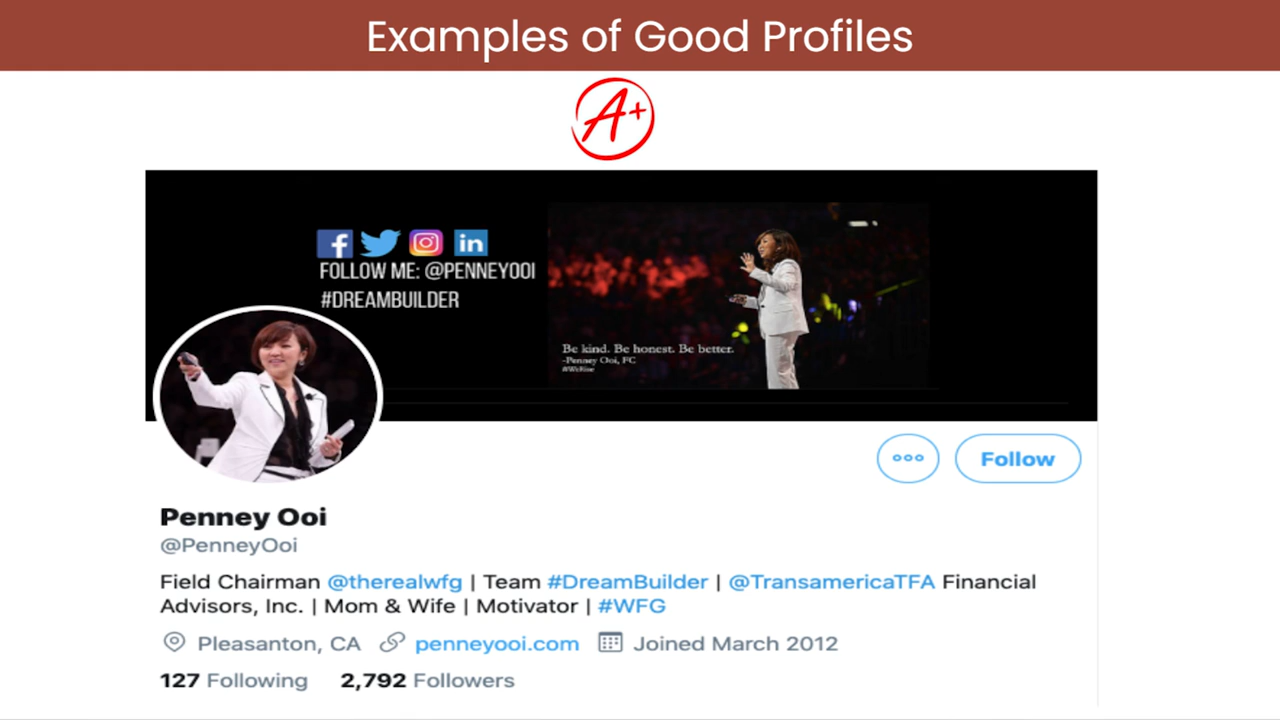 Examples of Good Profiles
A+
FOLLOW ME: @PENNEYOOI
#DREAMBUILDER
Be kind. Be honest. Be better.
-Penney Ooi, FC
#WeRise
Follow
Penney Ooi
@PenneyOoi
Field Chairman @therealwfg | Team #DreamBuilder | @TransamericaTFA Financial
Advisors, Inc. | Mom & Wife | Motivator | #WFG
Pleasanton, CA penneyooi.com Joined March 2012
127 Following 2,792 Followers